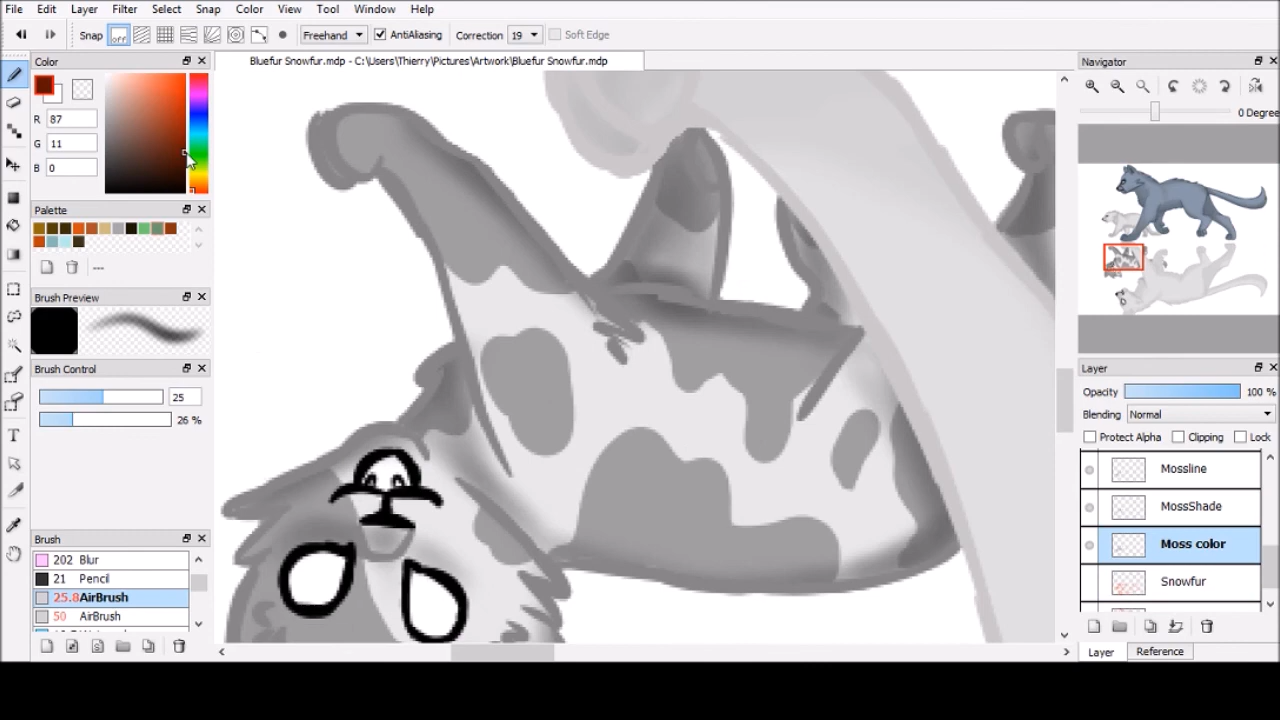 File Edit Layer Filter Select Snap Color View Tool Window Help
Snap off Freehand AntiAliasing Correction 19 Soft Edge
Color
Bluefur Snowfur.mdp - C:\Users\Thierry\Pictures\Artwork\Bluefur Snowfur.mdp
Navigator
R 87
G 11
B 0
0 Degree
Palette
---
Brush Preview
Brush Control
25
26 %
Layer
Opacity 100 %
Blending Normal
Protect Alpha Clipping Lock
Mossline
MossShade
Moss color
Snowfur
Brush
202 Blur
21 Pencil
25.8 AirBrush
50 AirBrush
Layer Reference